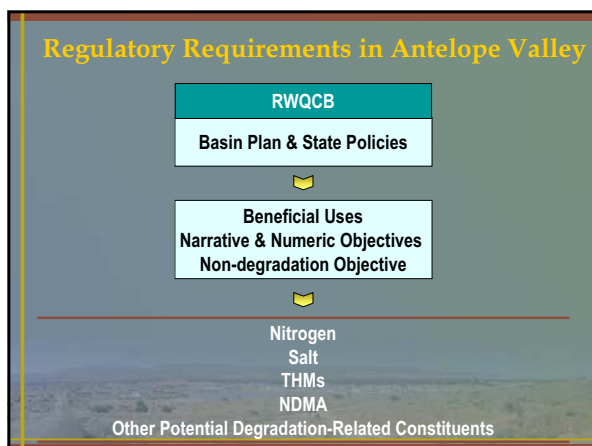 Regulatory Requirements in Antelope Valley
RWQCB
Basin Plan & State Policies
Beneficial Uses
Narrative & Numeric Objectives
Non-degradation Objective
Nitrogen
Salt
THMs
NDMA
Other Potential Degradation-Related Constituents